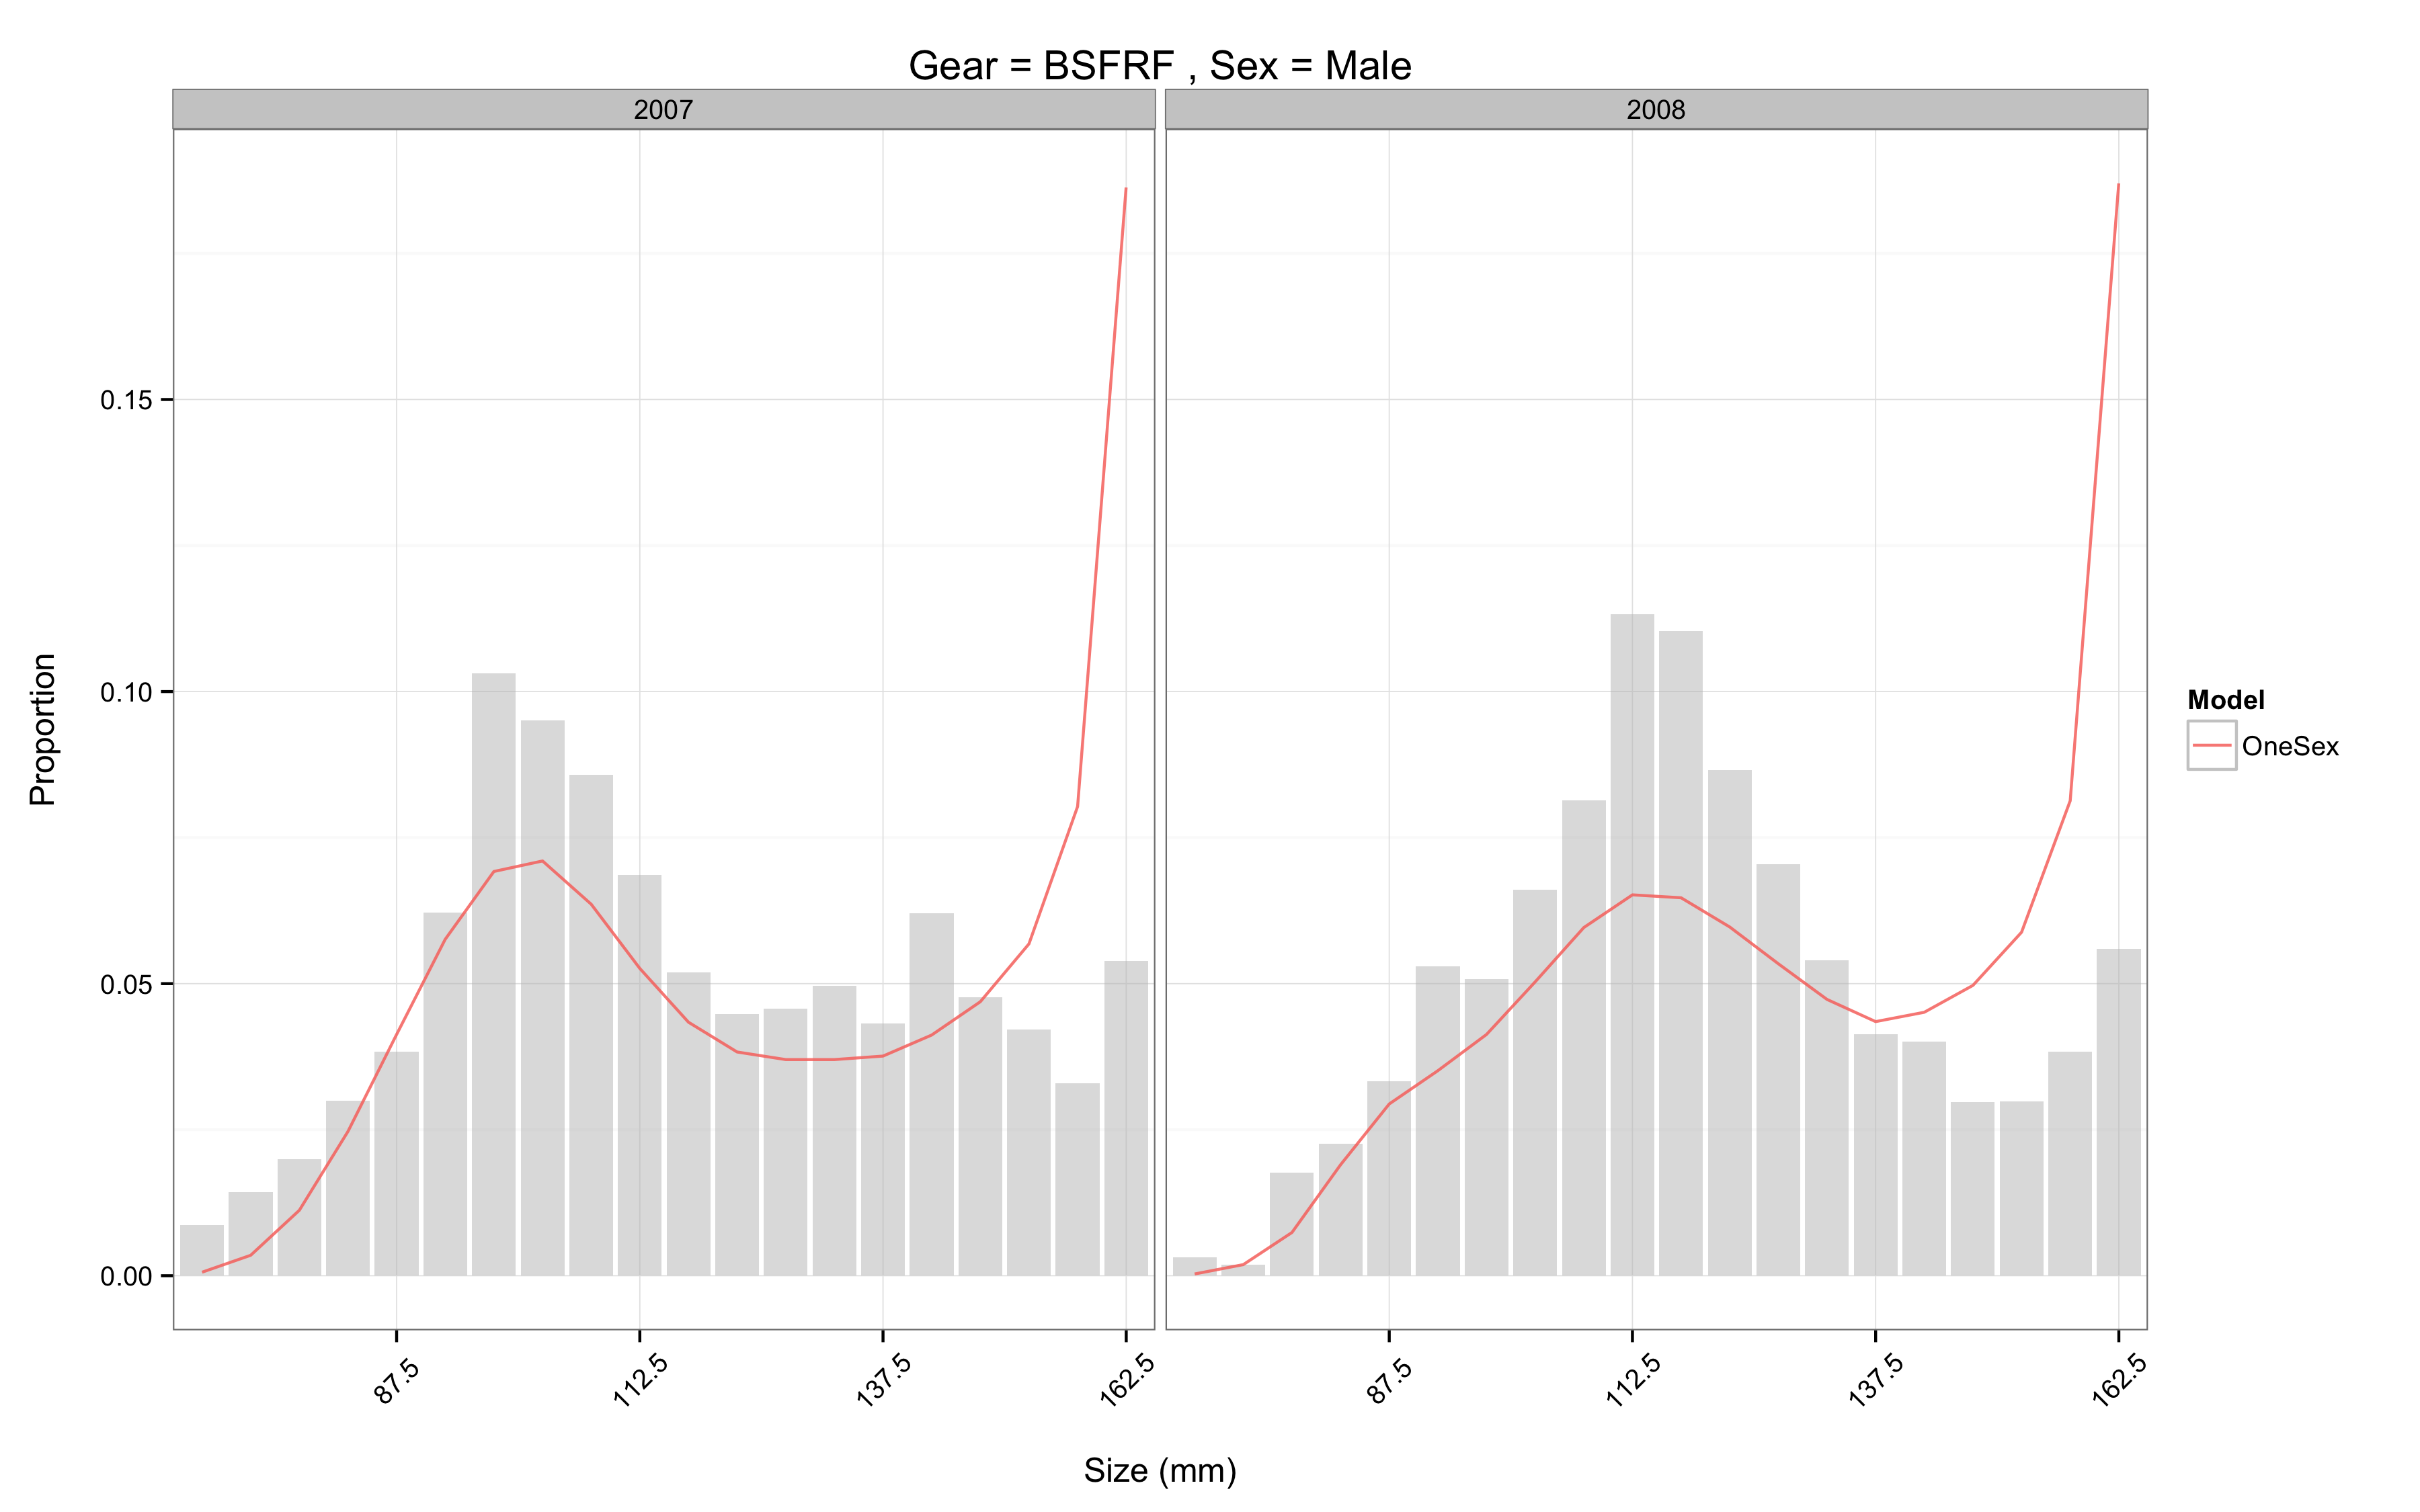 Gear = BSFRF , Sex = Male
2007
2008
0.15
0.10
0.05
0.00
Proportion
87.5
112.5
137.5
162.5
87.5
112.5
137.5
162.5
Size (mm)
Model
OneSex